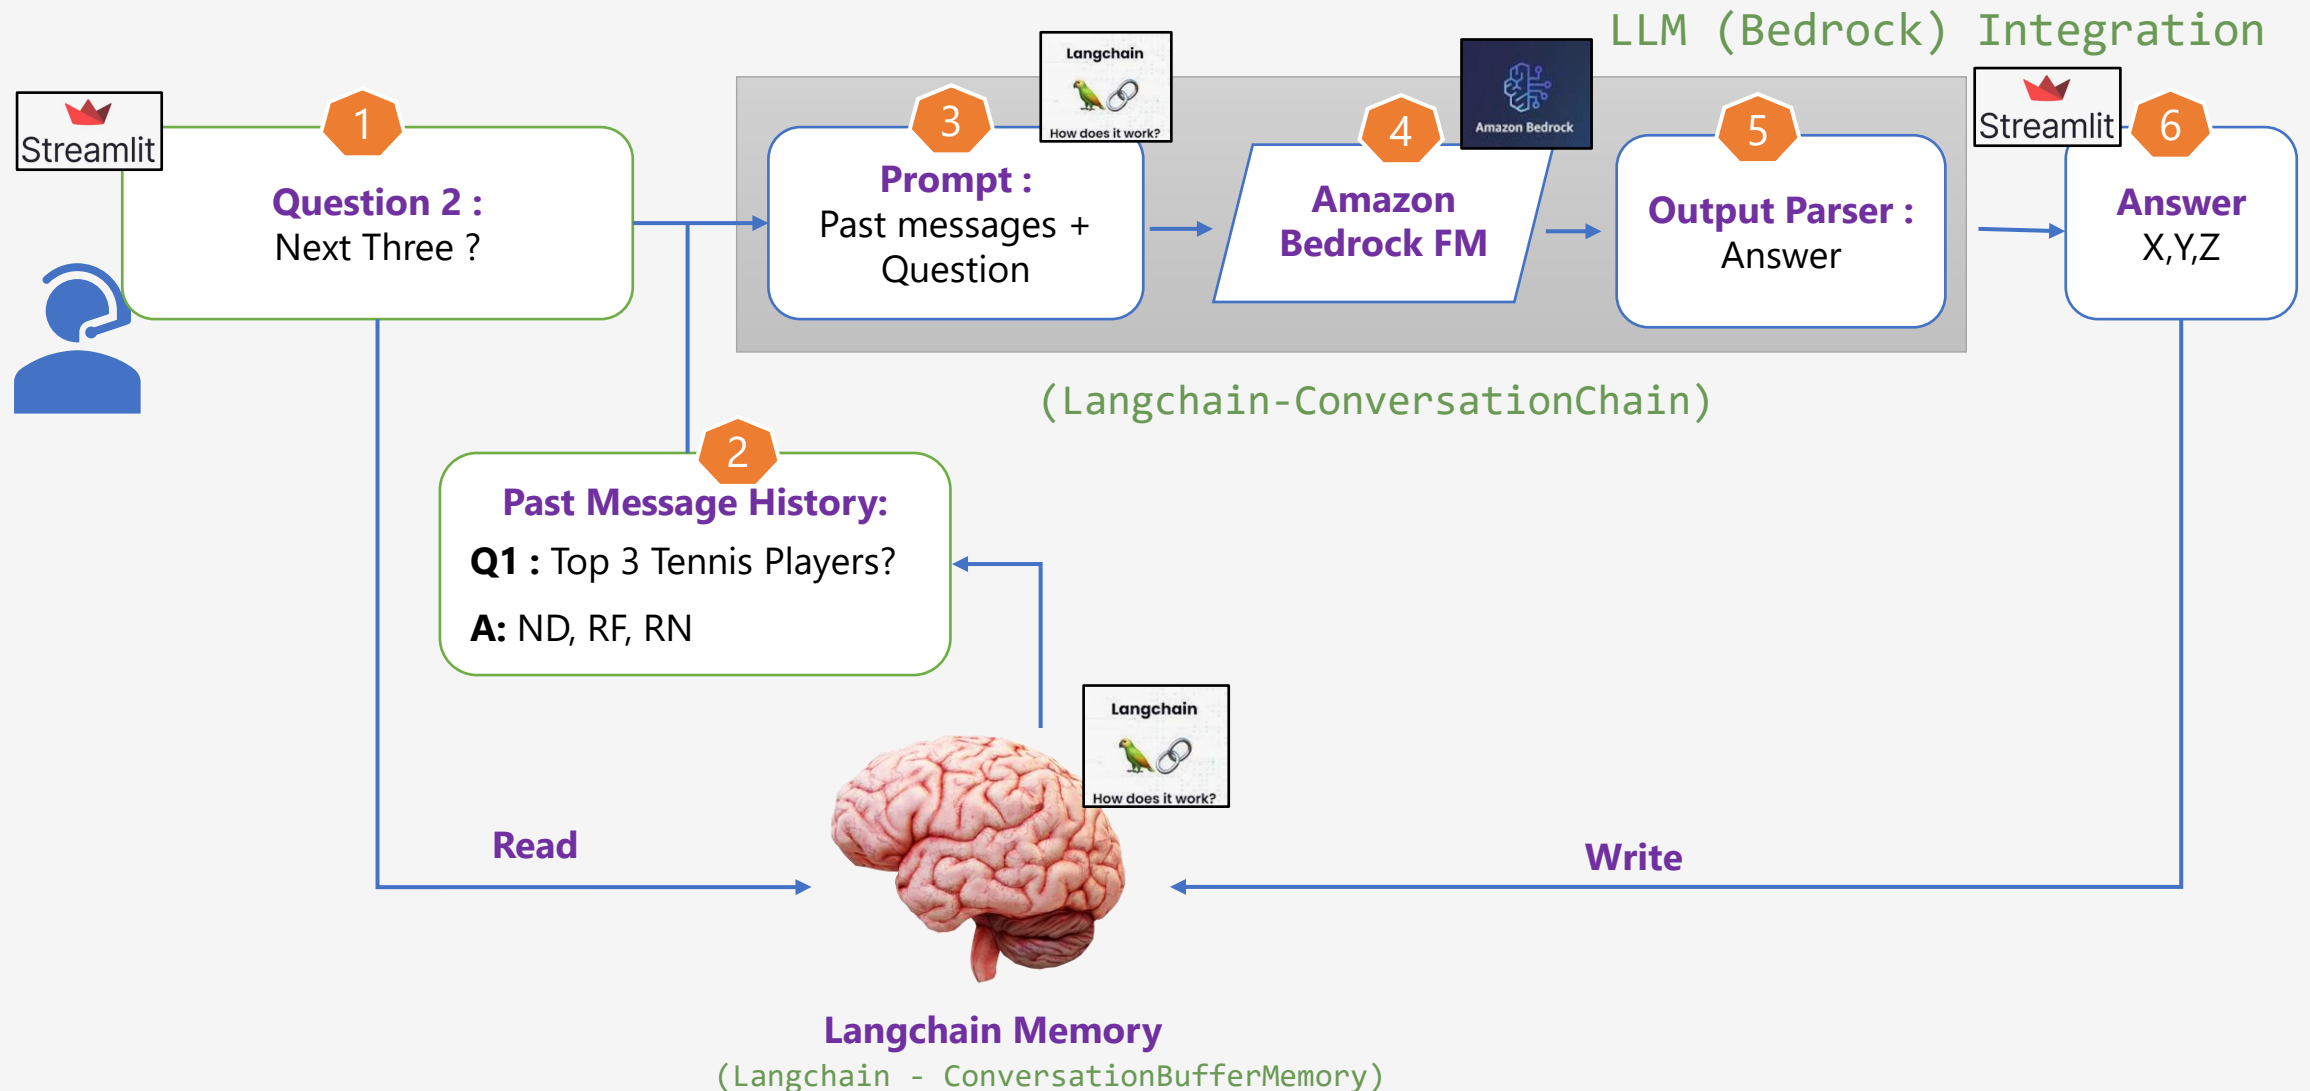 LLM (Bedrock) Integration
Streamlit
1
Question 2 :
Next Three ?
Langchain
How does it work?
3
Prompt :
Past messages +
Question
Amazon Bedrock
4
Amazon
Bedrock FM
5
Output Parser :
Answer
Streamlit
6
Answer
X,Y,Z
(Langchain-ConversationChain)
2
Past Message History:
Q1 : Top 3 Tennis Players?
A: ND, RF, RN
Langchain
How does it work?
Read
Write
Langchain Memory
(Langchain - ConversationBufferMemory)